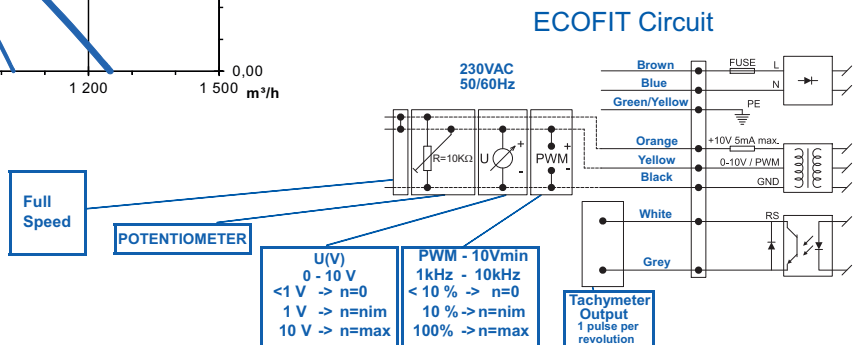 ECOFIT Circuit
0,00
1 200
1 500
m³/h
230VAC
50/60Hz
Brown
FUSE
L
Blue
N
Green/Yellow
PE
Orange
+10V 5mA max.
Yellow
0-10V / PWM
Black
GND
White
RS
Grey
R=10KΩ
U
+
-
PWM
+
-
Full
Speed
POTENTIOMETER
U(V)
0 - 10 V
<1 V -> n=0
1 V -> n=nim
10 V -> n=max
PWM - 10Vmin
1kHz - 10kHz
< 10 % -> n=0
10 % -> n=nim
100% -> n=max
Tachymeter
Output
1 pulse per
revolution